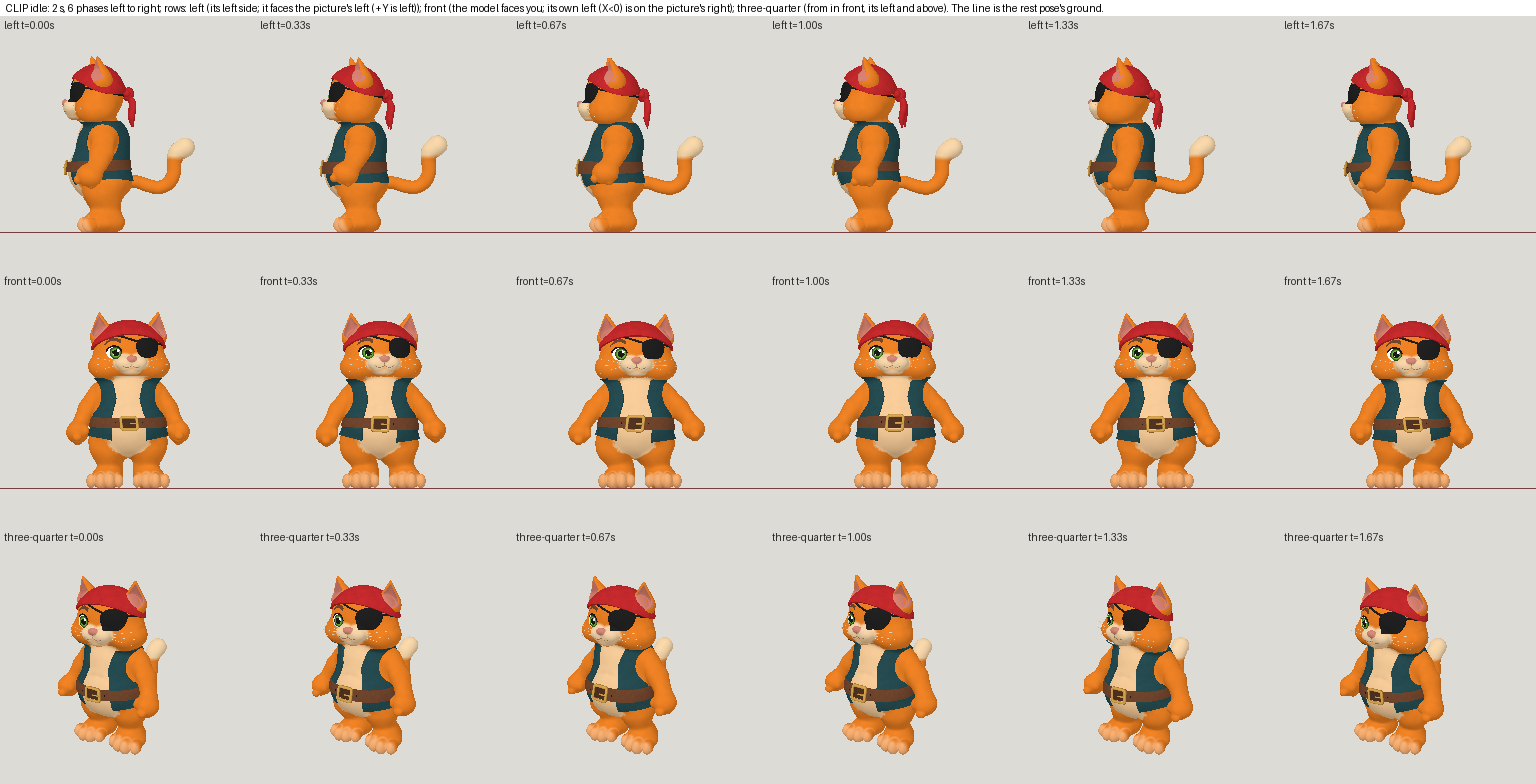 CLIP idle: 2 s, 6 phases left to right; rows: left (its left side; it faces the picture's left (+Y is left)); front (the model faces you; its own left (X<0) is on the picture's right); three-quarter (from in front, its left and above). The line is the rest pose's ground.
left t=0.00s left t=0.33s left t=0.67s left t=1.00s left t=1.33s left t=1.67s
front t=0.00s front t=0.33s front t=0.67s front t=1.00s front t=1.33s front t=1.67s
three-quarter t=0.00s three-quarter t=0.33s three-quarter t=0.67s three-quarter t=1.00s three-quarter t=1.33s three-quarter t=1.67s